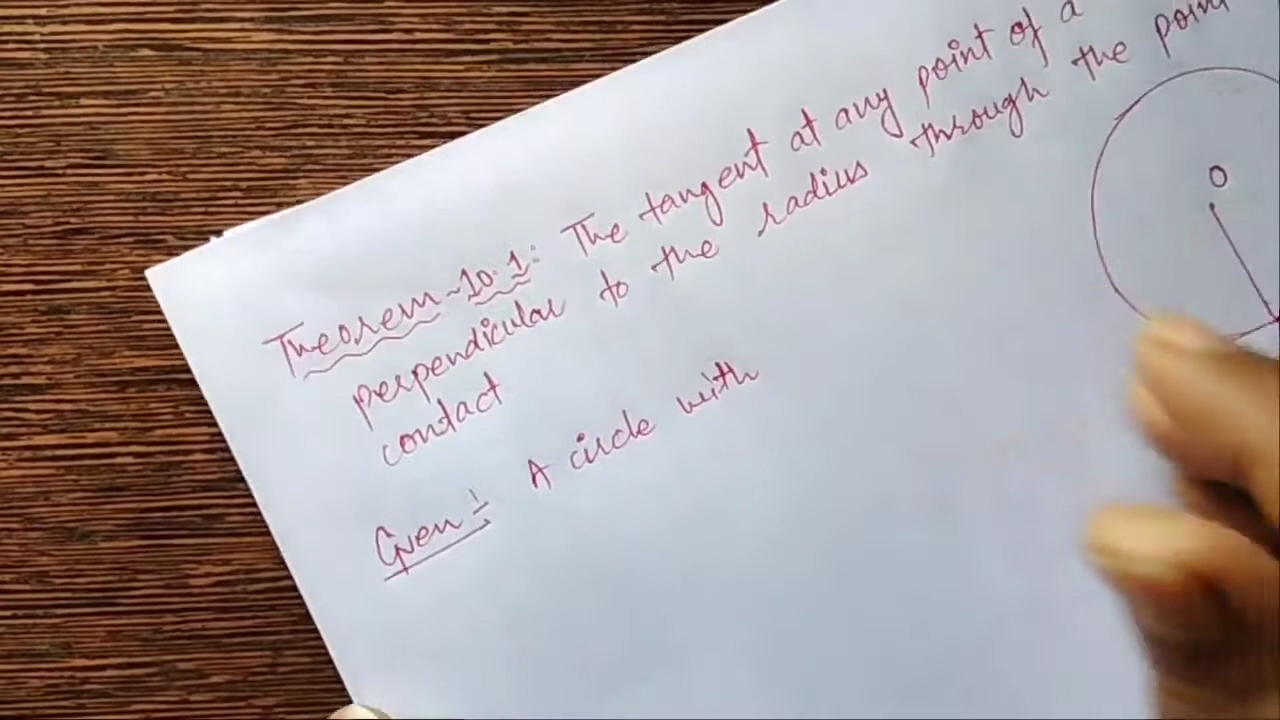 Theorem-10.1: The tangent at any point of a
perpendicular to the radius through the point
contact
Given: A circle with
O